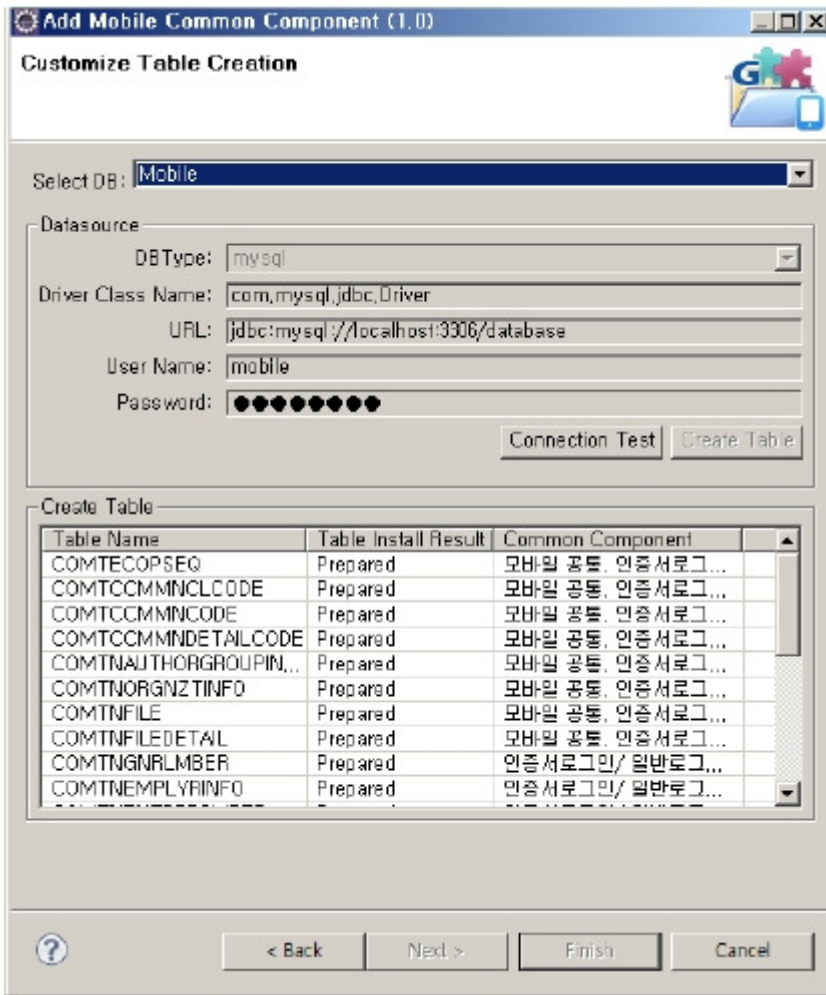 Add Mobile Common Component (1.0)
Customize Table Creation
Select DB: Mobile
Datasource
DBType: mysql
Driver Class Name: com.mysql.jdbc.Driver
URL: jdbc:mysql://localhost:3306/database
User Name: mobile
Password: ●●●●●●●●
Connection Test Create Table
Create Table
Table Name Table Install Result Common Component
COMTECOPSEQ Prepared 모바일 공통, 인증서로그...
COMTCCMMNCLCODE Prepared 모바일 공통, 인증서로그...
COMTCCMMNCODE Prepared 모바일 공통, 인증서로그...
COMTCCMMNDETAILCODE Prepared 모바일 공통, 인증서로그...
COMTNAUTHORGROUPIN... Prepared 모바일 공통, 인증서로그...
COMTNORGNZTINFO Prepared 모바일 공통, 인증서로그...
COMTNFILE Prepared 모바일 공통, 인증서로그...
COMTNFILEDETAIL Prepared 모바일 공통, 인증서로그...
COMTNGNRLMBER Prepared 인증서로그인/ 일반로그...
COMTNEMPLYRINFO Prepared 인증서로그인/ 일반로그...
< Back Next > Finish Cancel